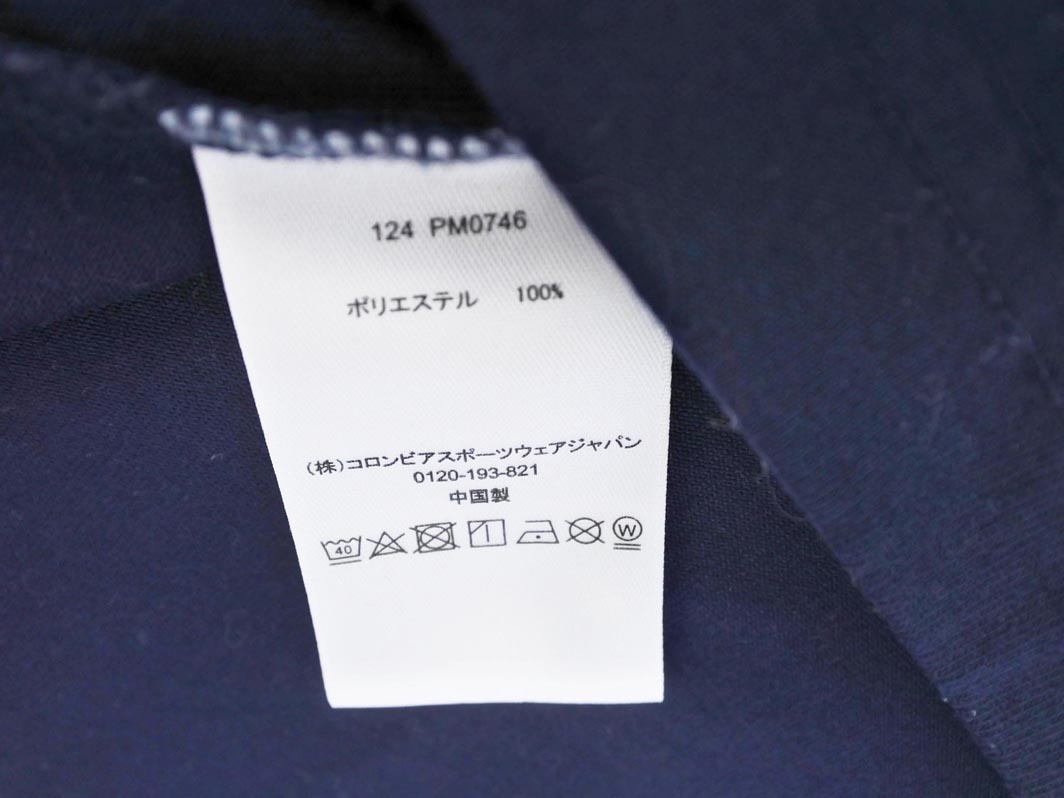 124 PM0746
ポリエステル 100%
(株)コロンビアスポーツウェアジャパン
0120-193-821
中国製
40 W